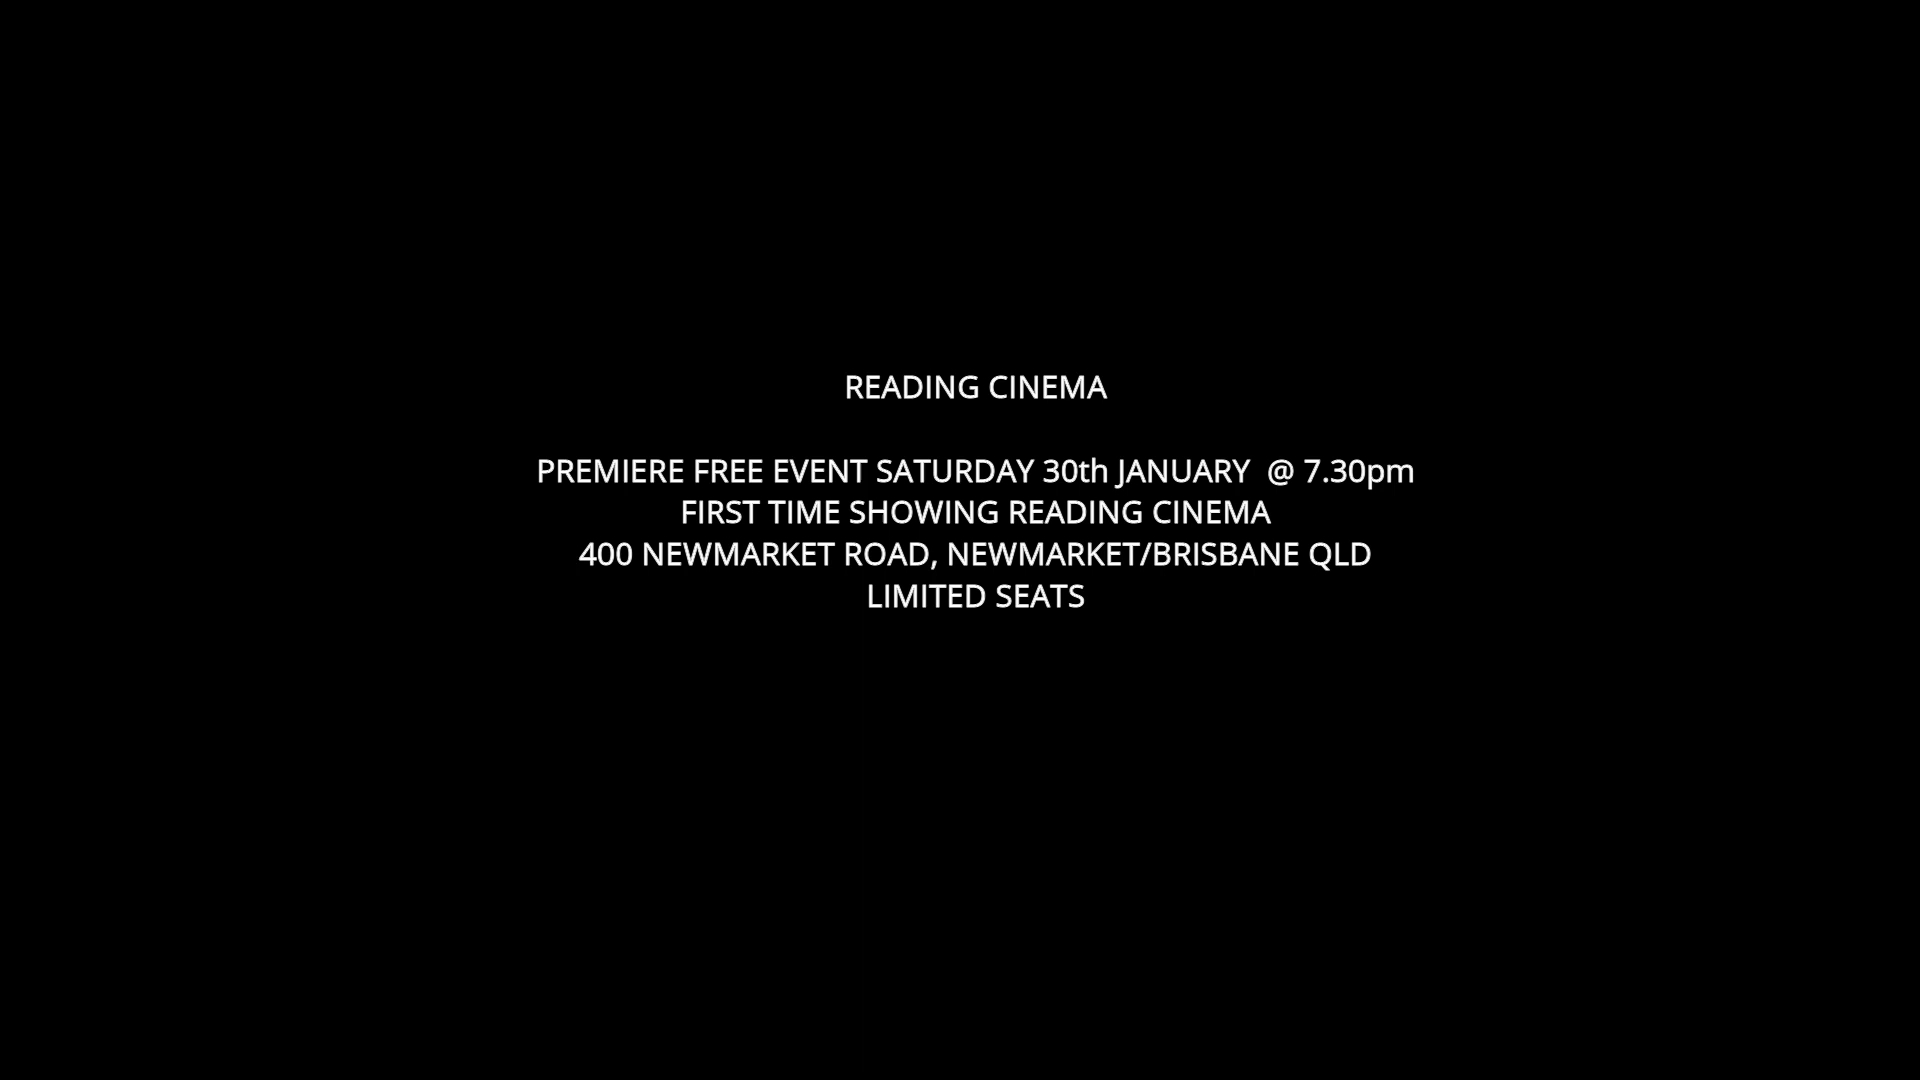 READING CINEMA
PREMIERE FREE EVENT SATURDAY 30th JANUARY  @ 7.30pm
FIRST TIME SHOWING READING CINEMA
400 NEWMARKET ROAD, NEWMARKET/BRISBANE QLD
LIMITED SEATS